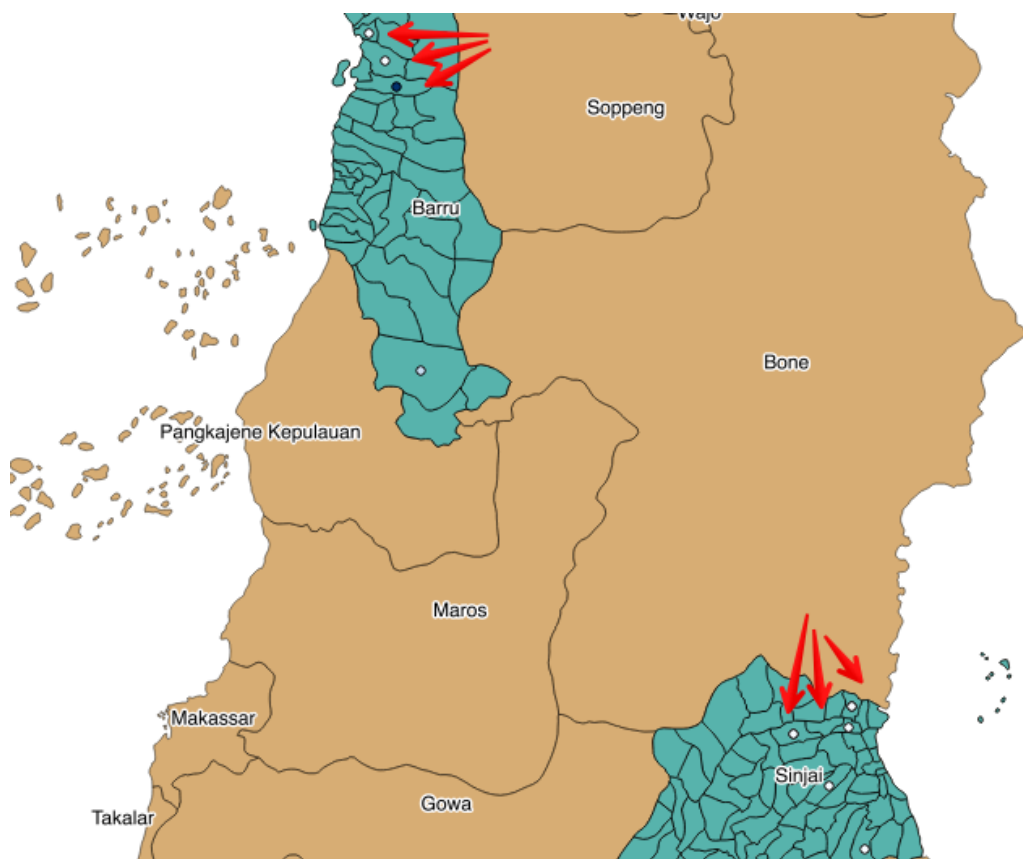 Wajo
Soppeng
Barru
Bone
Pangkajene Kepulauan
Maros
Makassar
Sinjai
Gowa
Takalar